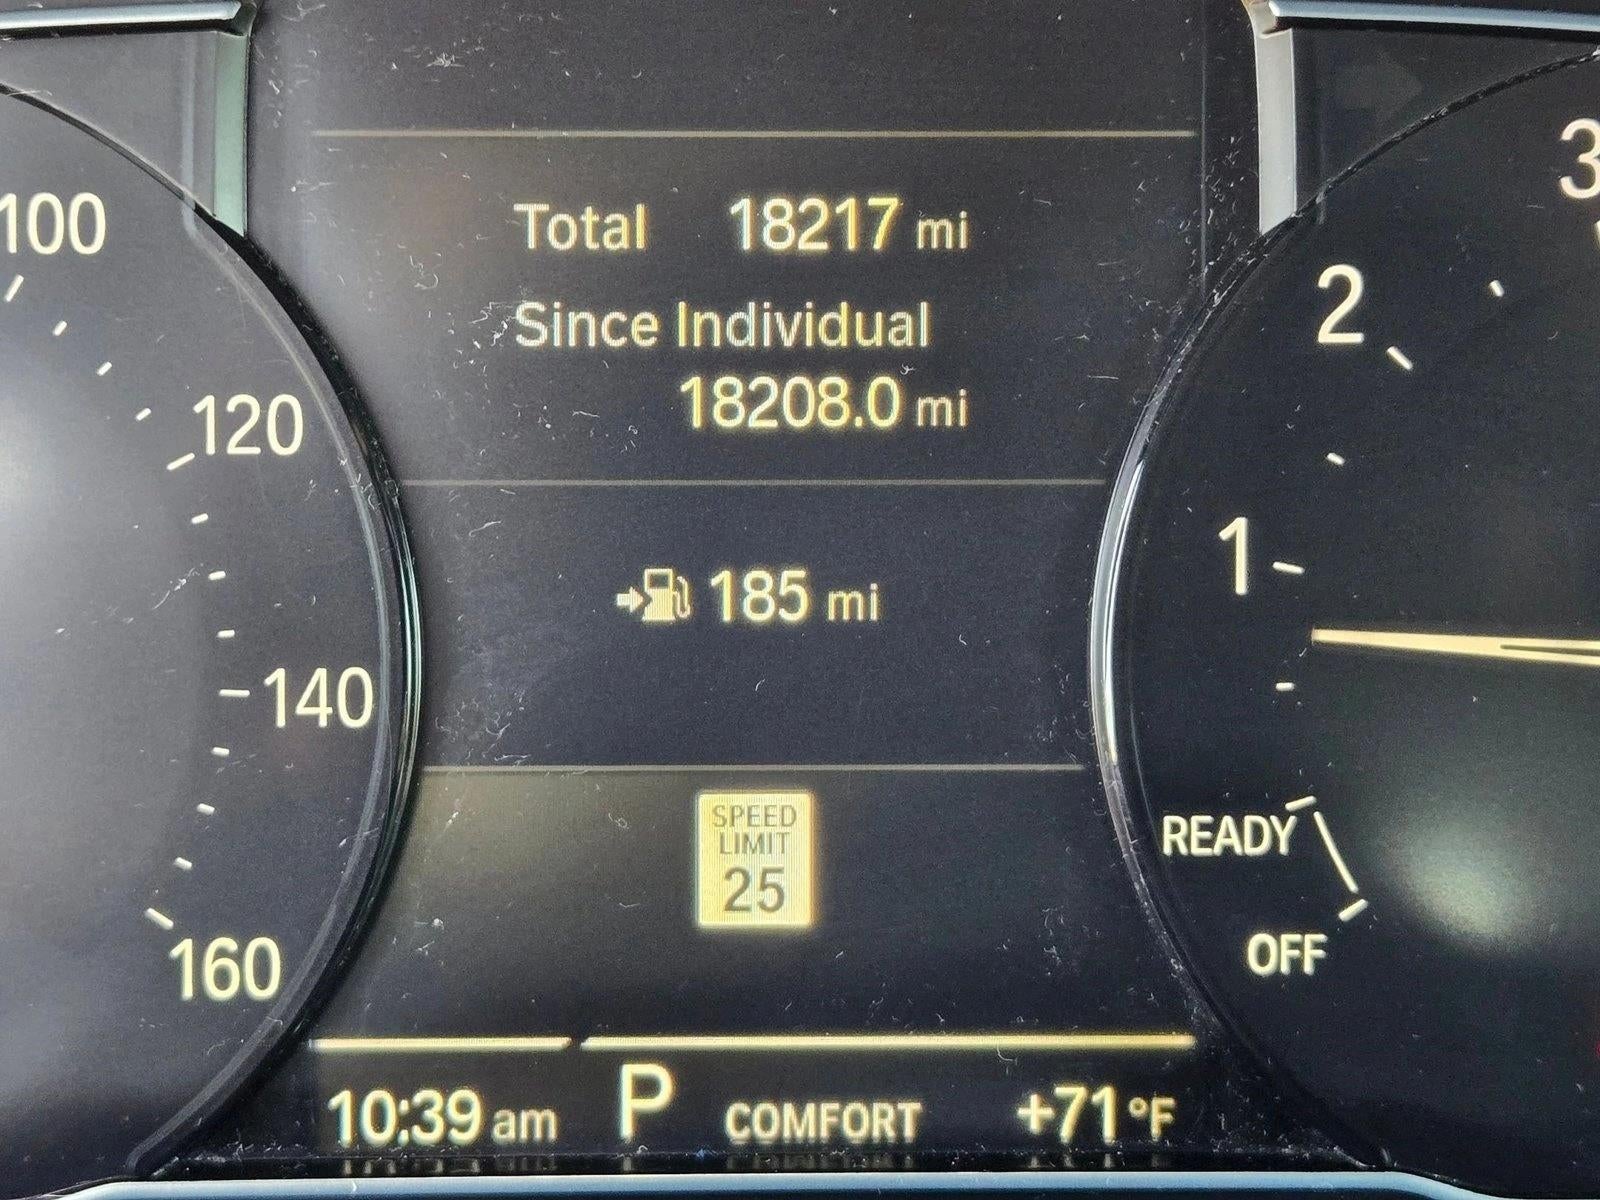 100
120
140
160
Total 18217 mi
Since Individual
18208.0 mi
185 mi
SPEED
LIMIT
25
10:39 am P COMFORT +71°F
3
2
1
READY
OFF